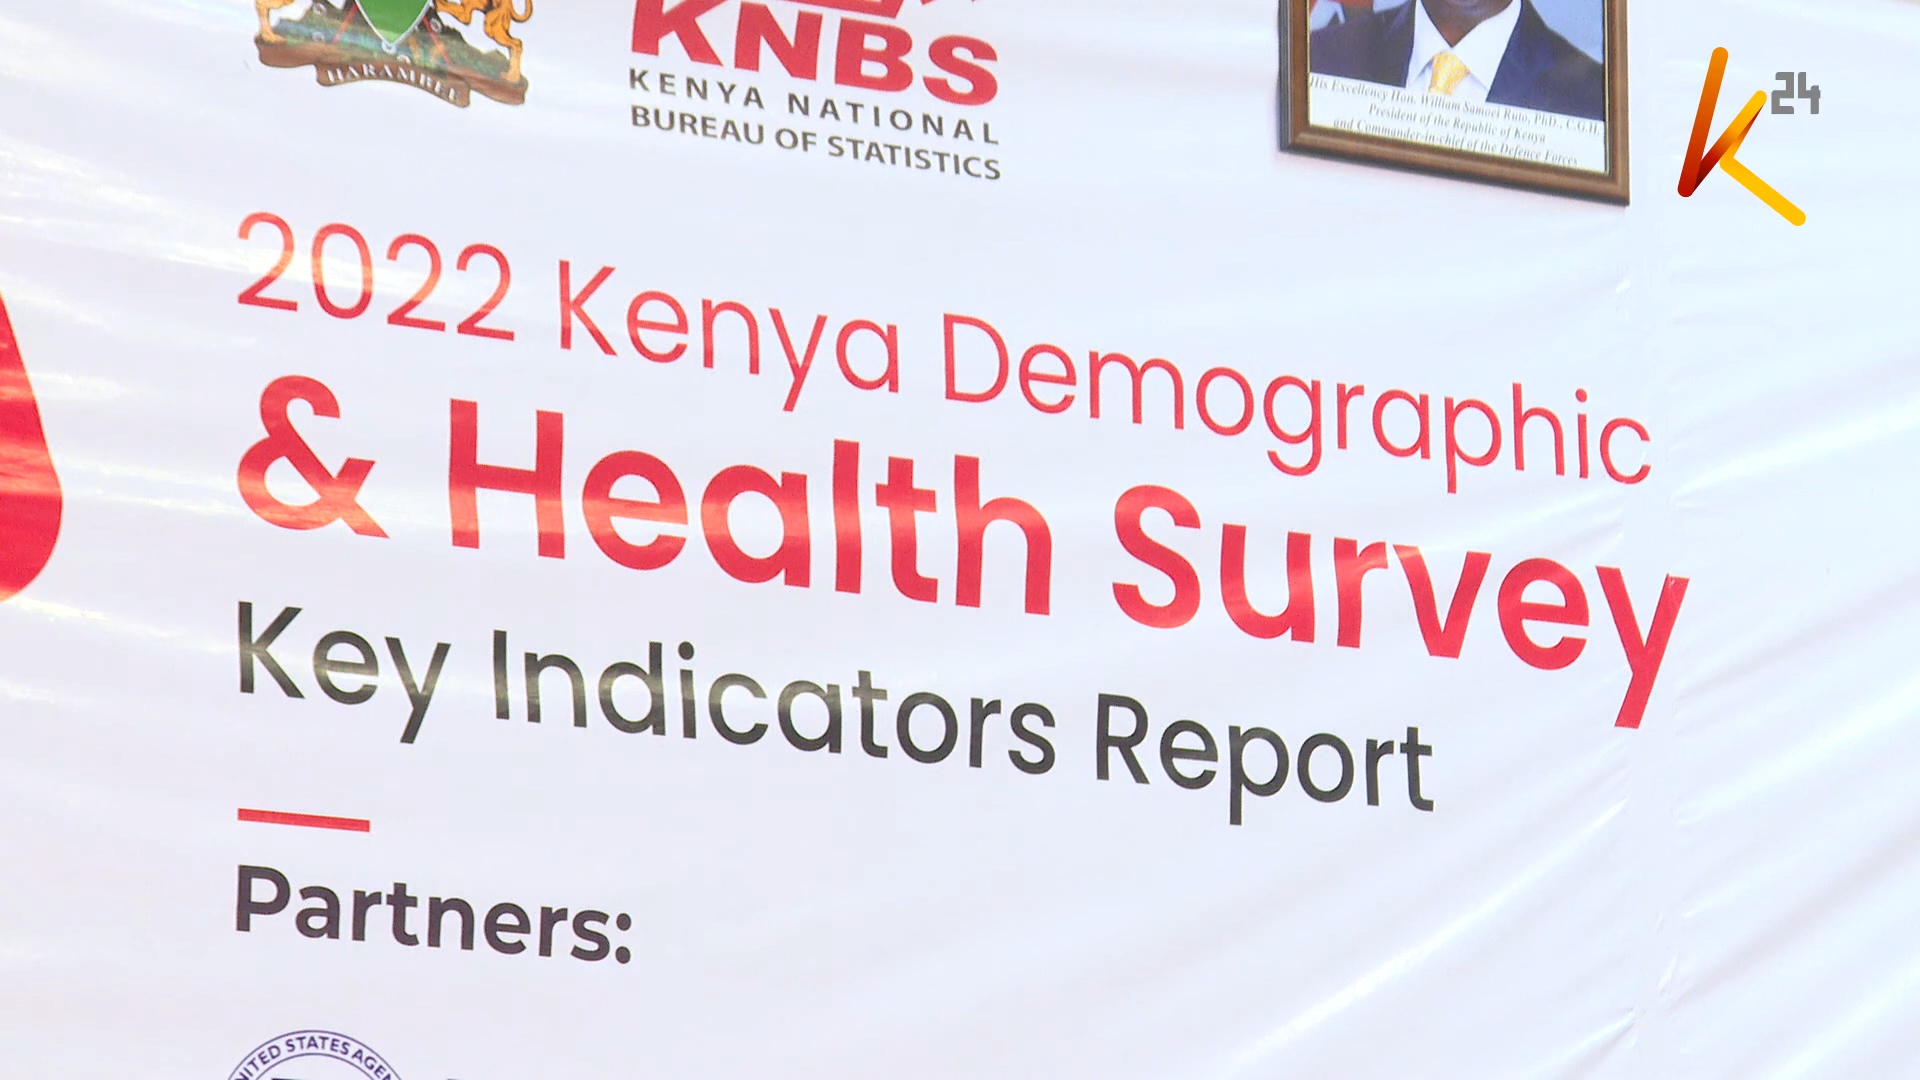 HARAMBEE
KNBS
KENYA NATIONAL
BUREAU OF STATISTICS
His Excellency Hon. William Samoei Ruto, PhD., C.G.H.
President of the Republic of Kenya
and Commander-in-chief of the Defence Forces
K24
2022 Kenya Demographic
& Health Survey
Key Indicators Report
Partners:
UNITED STATES AGEN